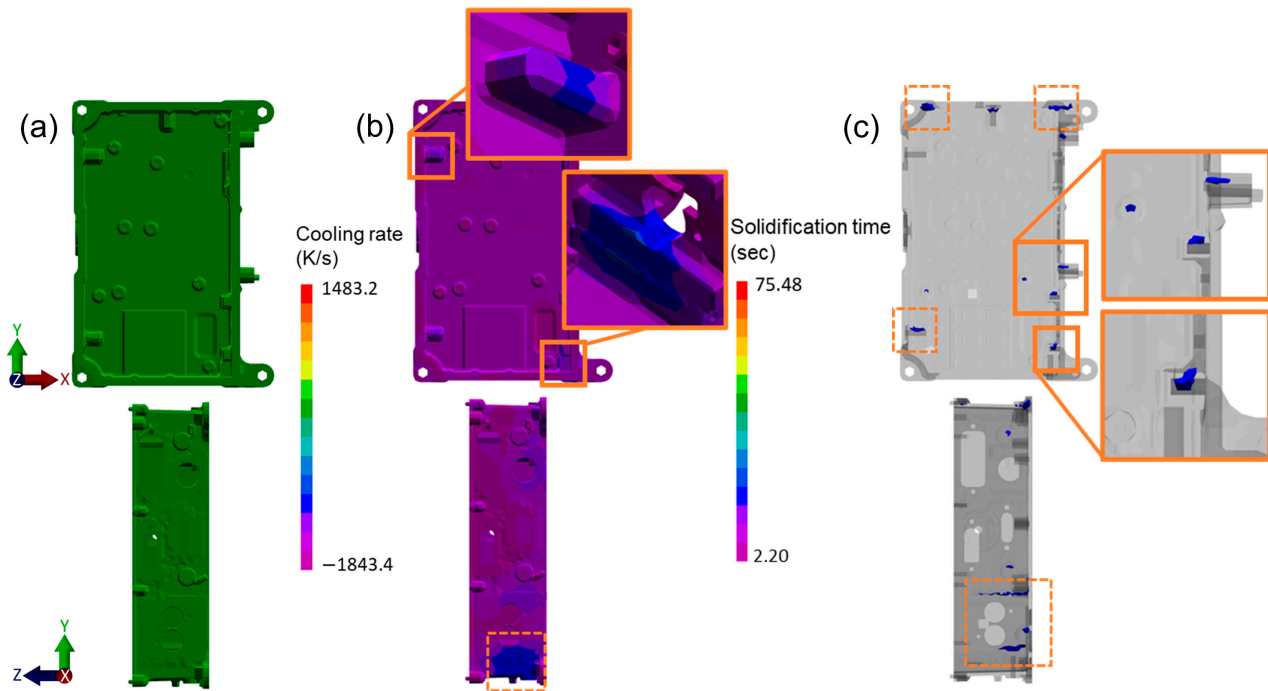 (a)
(b)
(c)
Cooling rate
(K/s)
1483.2
−1843.4
Solidification time
(sec)
75.48
2.20
Y
Z
X
Y
Z
X